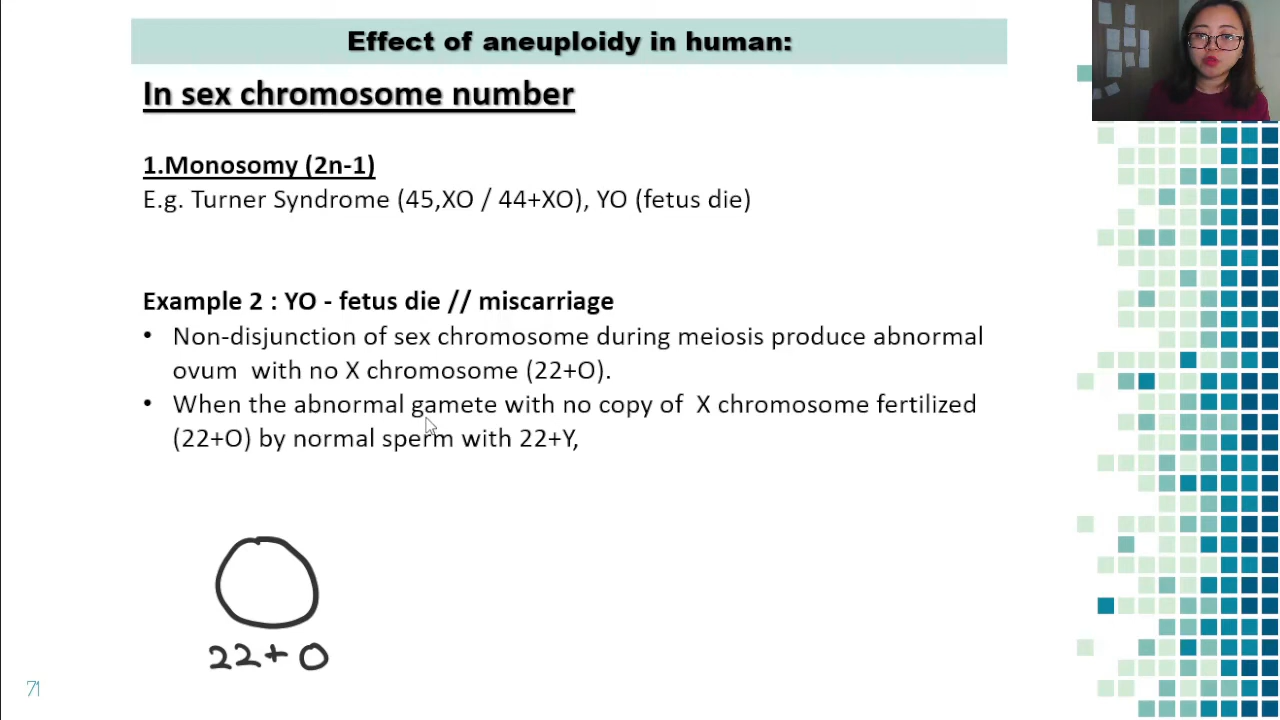 Effect of aneuploidy in human:
In sex chromosome number
1.Monosomy (2n-1)
E.g. Turner Syndrome (45,XO / 44+XO), YO (fetus die)
Example 2 : YO - fetus die // miscarriage
• Non-disjunction of sex chromosome during meiosis produce abnormal
ovum with no X chromosome (22+O).
• When the abnormal gamete with no copy of X chromosome fertilized
(22+O) by normal sperm with 22+Y,
22+ O
71